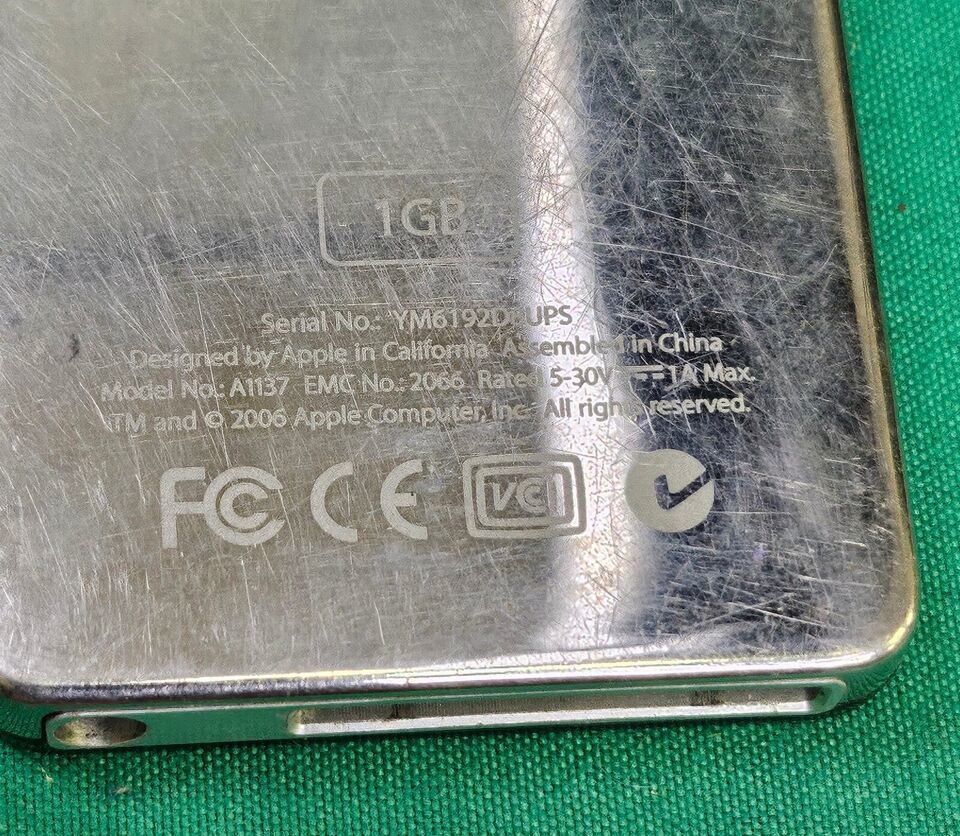 1GB
Serial No.:
Designed by Apple in California Assembled in China
Model No.: A1137 EMC No.: 2066 Rated 5-30V 1A Max.
TM and © 2006 Apple Computer, Inc. All rights reserved.
FC CE VCI